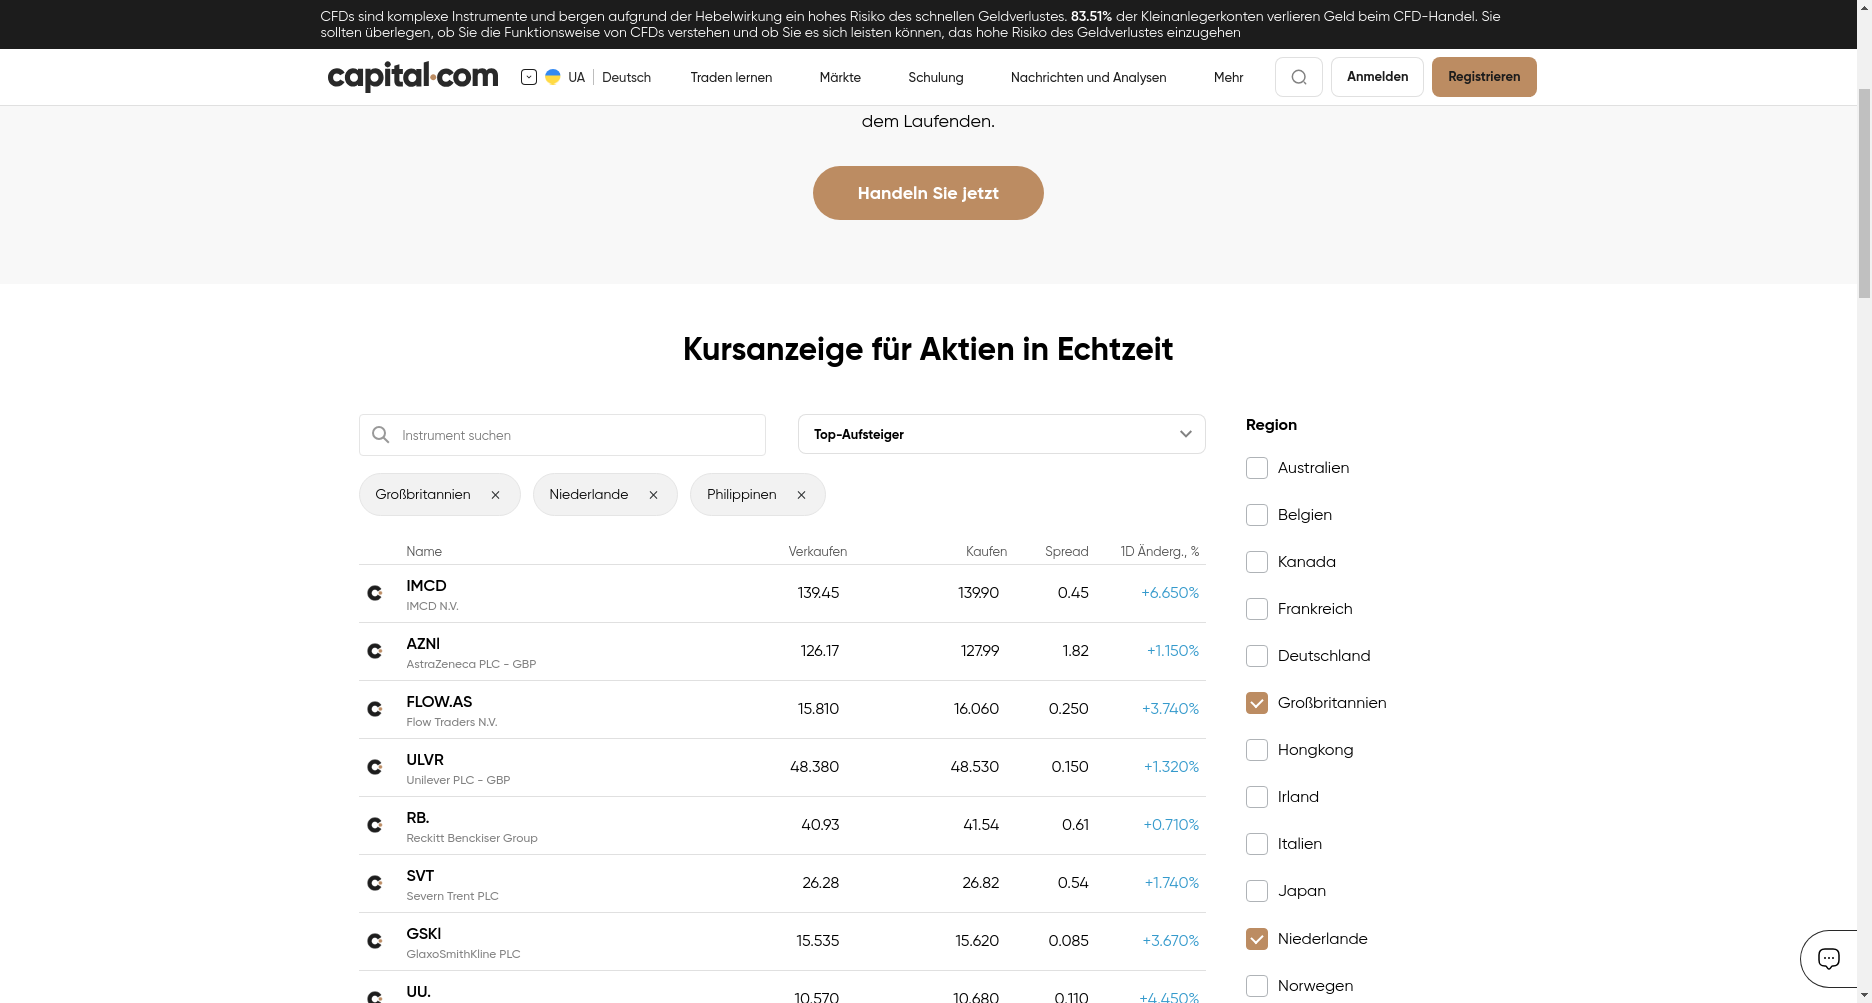 CFDs sind komplexe Instrumente und bergen aufgrund der Hebelwirkung ein hohes Risiko des schnellen Geldverlustes. 83.51% der Kleinanlegerkonten verlieren Geld beim CFD-Handel. Sie
sollten überlegen, ob Sie die Funktionsweise von CFDs verstehen und ob Sie es sich leisten können, das hohe Risiko des Geldverlustes einzugehen
capital.com UA Deutsch Traden lernen Märkte Schulung Nachrichten und Analysen Mehr Anmelden Registrieren
dem Laufenden.
Handeln Sie jetzt
Kursanzeige für Aktien in Echtzeit
Instrument suchen
Top-Aufsteiger
Großbritannien
Niederlande
Philippinen
Name Verkaufen Kaufen Spread 1D Änderg., %
IMCD
IMCD N.V.
139.45 139.90 0.45 +6.650%
AZNl
AstraZeneca PLC - GBP
126.17 127.99 1.82 +1.150%
FLOW.AS
Flow Traders N.V.
15.810 16.060 0.250 +3.740%
ULVR
Unilever PLC - GBP
48.380 48.530 0.150 +1.320%
RB.
Reckitt Benckiser Group
40.93 41.54 0.61 +0.710%
SVT
Severn Trent PLC
26.28 26.82 0.54 +1.740%
GSKl
GlaxoSmithKline PLC
15.535 15.620 0.085 +3.670%
UU.
10.570 10.680 0.110 +4.450%
Region
Australien
Belgien
Kanada
Frankreich
Deutschland
Großbritannien
Hongkong
Irland
Italien
Japan
Niederlande
Norwegen